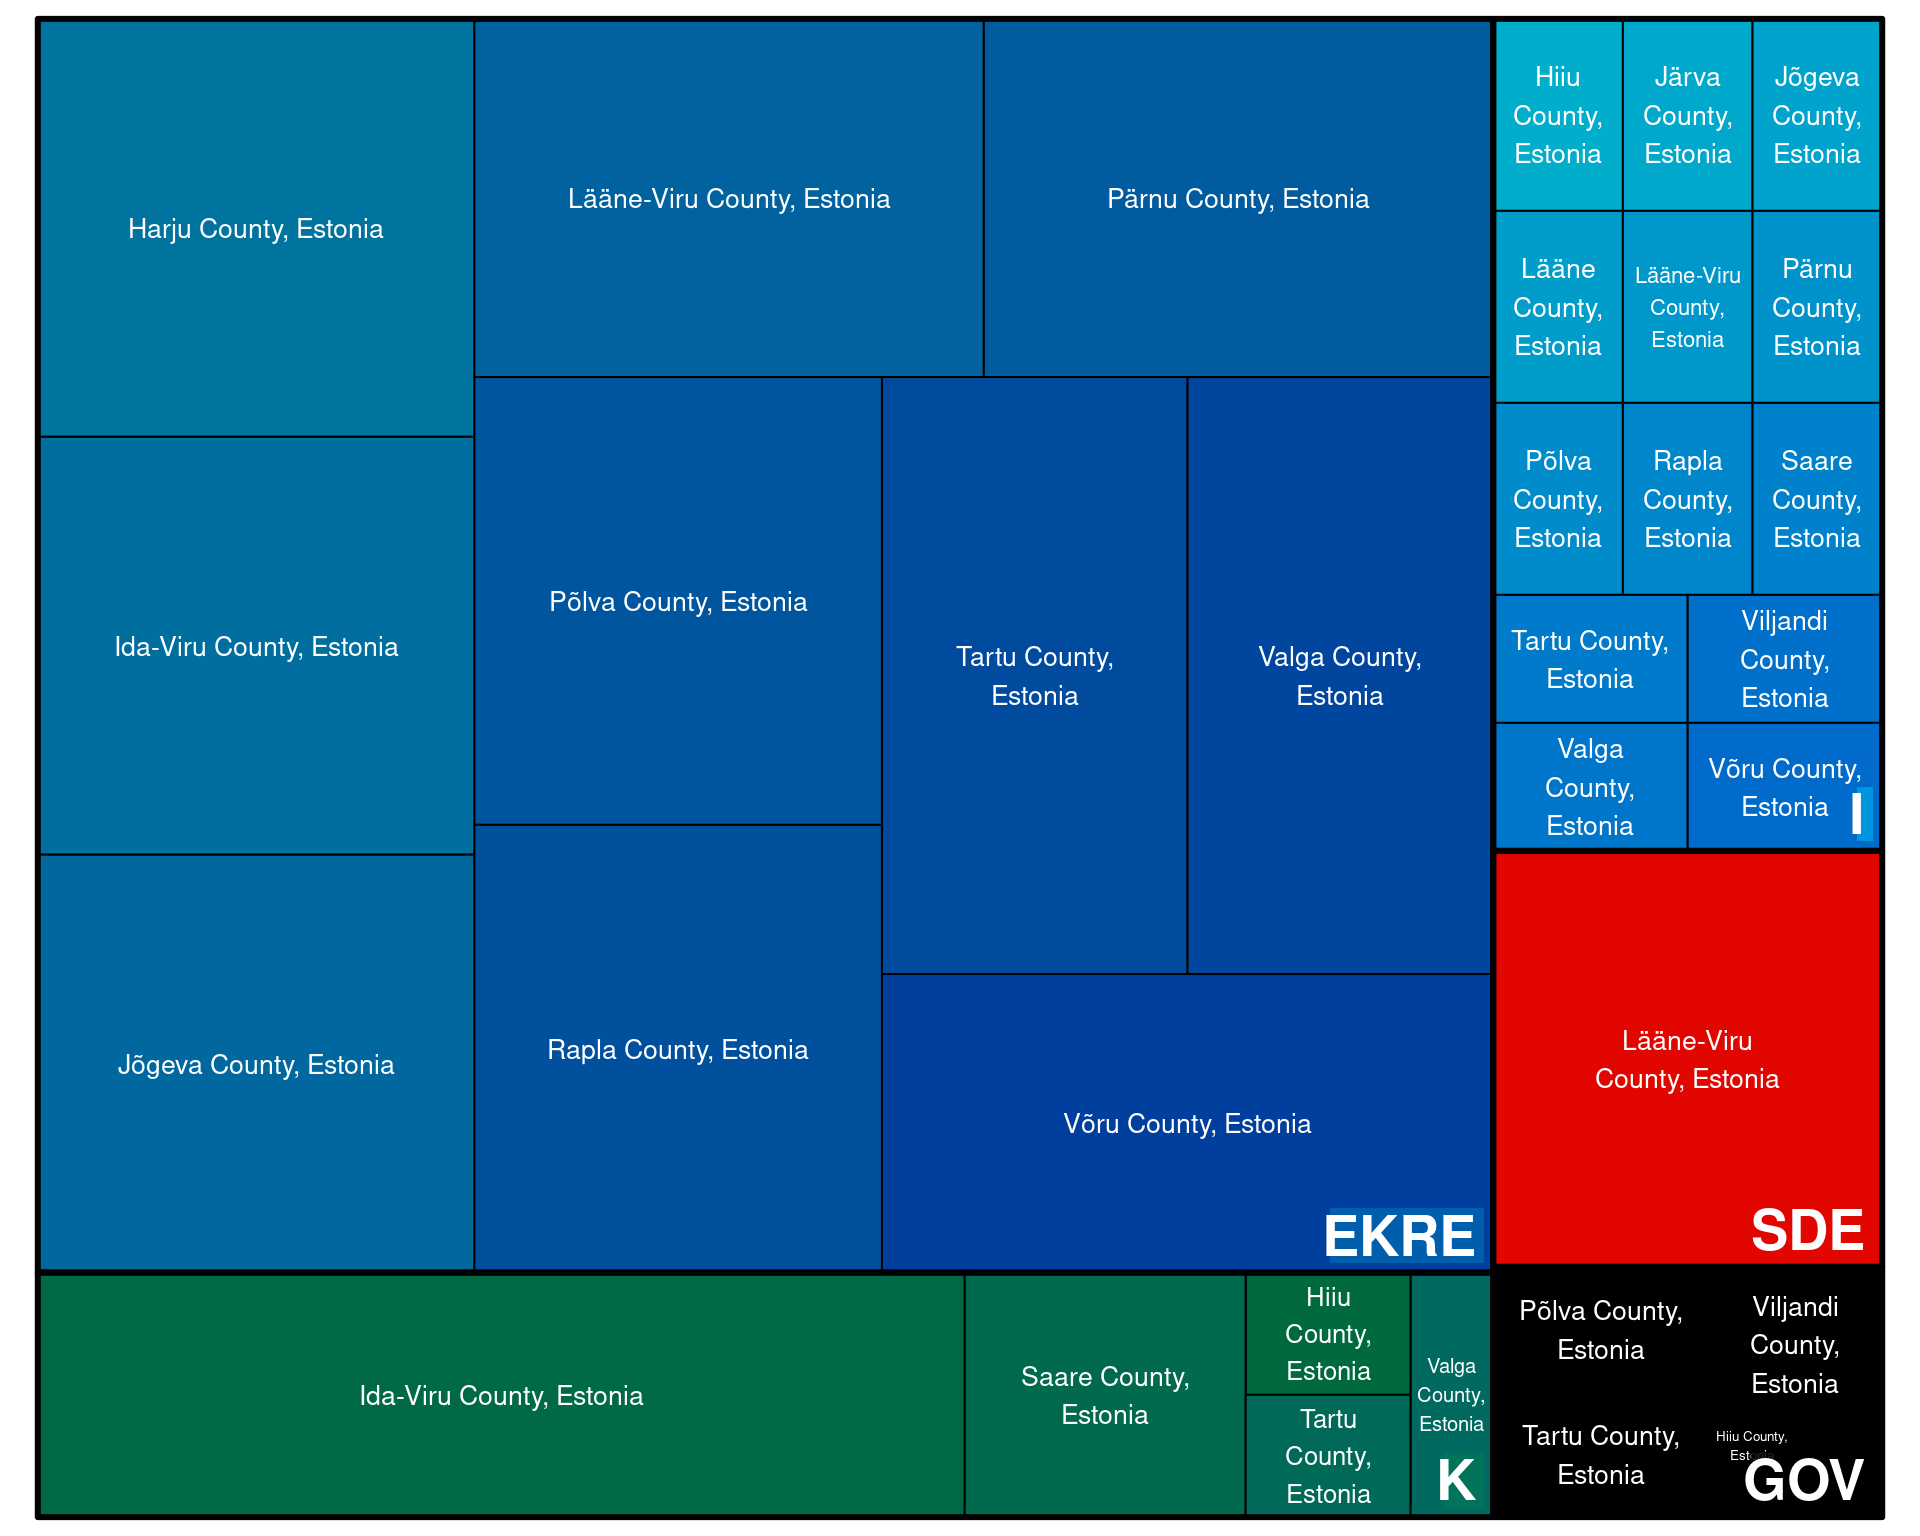 Harju County, Estonia
Ida-Viru County, Estonia
Jõgeva County, Estonia
Lääne-Viru County, Estonia
Pärnu County, Estonia
Põlva County, Estonia
Rapla County, Estonia
Tartu County,
Estonia
Valga County,
Estonia
Võru County, Estonia
EKRE
Hiiu
County,
Estonia
Järva
County,
Estonia
Jõgeva
County,
Estonia
Lääne
County,
Estonia
Lääne-Viru
County,
Estonia
Pärnu
County,
Estonia
Põlva
County,
Estonia
Rapla
County,
Estonia
Saare
County,
Estonia
Tartu County,
Estonia
Viljandi
County,
Estonia
Valga
County,
Estonia
Võru County,
Estonia
I
Lääne-Viru
County, Estonia
SDE
Ida-Viru County, Estonia
Saare County,
Estonia
Hiiu
County,
Estonia
Tartu
County,
Estonia
Valga
County,
Estonia
K
Põlva County,
Estonia
Viljandi
County,
Estonia
Tartu County,
Estonia
Hiiu County,
Estonia
GOV